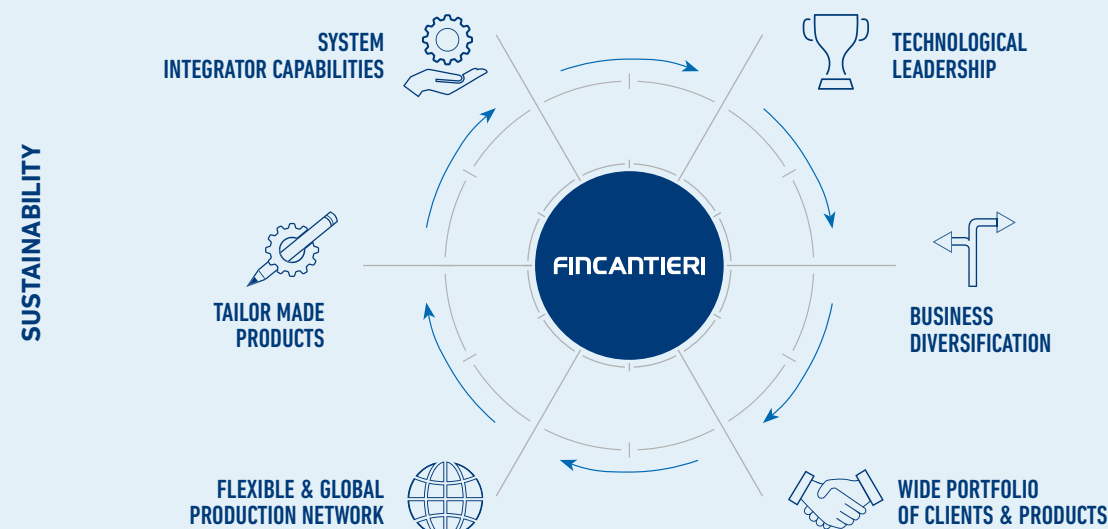 SYSTEM
INTEGRATOR CAPABILITIES
TECHNOLOGICAL
LEADERSHIP
SUSTAINABILITY
FINCANTIERI
TAILOR MADE
PRODUCTS
BUSINESS
DIVERSIFICATION
FLEXIBLE & GLOBAL
PRODUCTION NETWORK
WIDE PORTFOLIO
OF CLIENTS & PRODUCTS